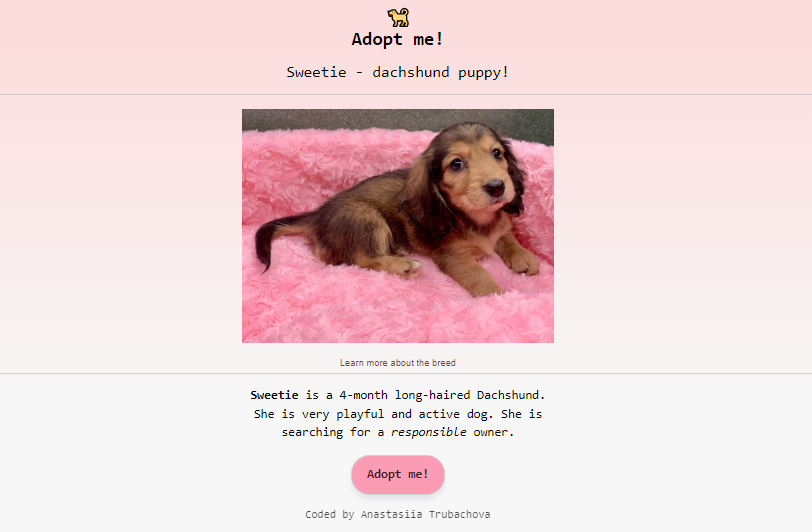 Adopt me!
Sweetie - dachshund puppy!
Learn more about the breed
Sweetie is a 4-month long-haired Dachshund.
She is very playful and active dog. She is
searching for a responsible owner.
Adopt me!
Coded by Anastasiia Trubachova